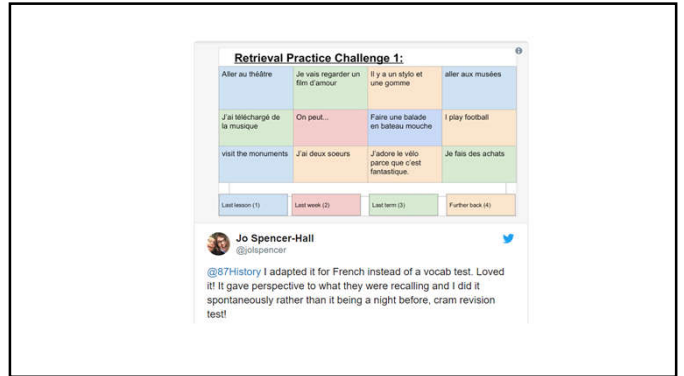 Retrieval Practice Challenge 1:
Aller au théâtre
Je vais regarder un
film d'amour
Il y a un stylo et
une gomme
aller aux musées
J'ai téléchargé de
la musique
On peut...
Faire une balade
en bateau mouche
I play football
visit the monuments
J'ai deux soeurs
J'adore le vélo
parce que c'est
fantastique.
Je fais des achats
Last lesson (1)
Last week (2)
Last term (3)
Further back (4)
Jo Spencer-Hall
@jolspencer
@87History I adapted it for French instead of a vocab test. Loved
it! It gave perspective to what they were recalling and I did it
spontaneously rather than it being a night before, cram revision
test!